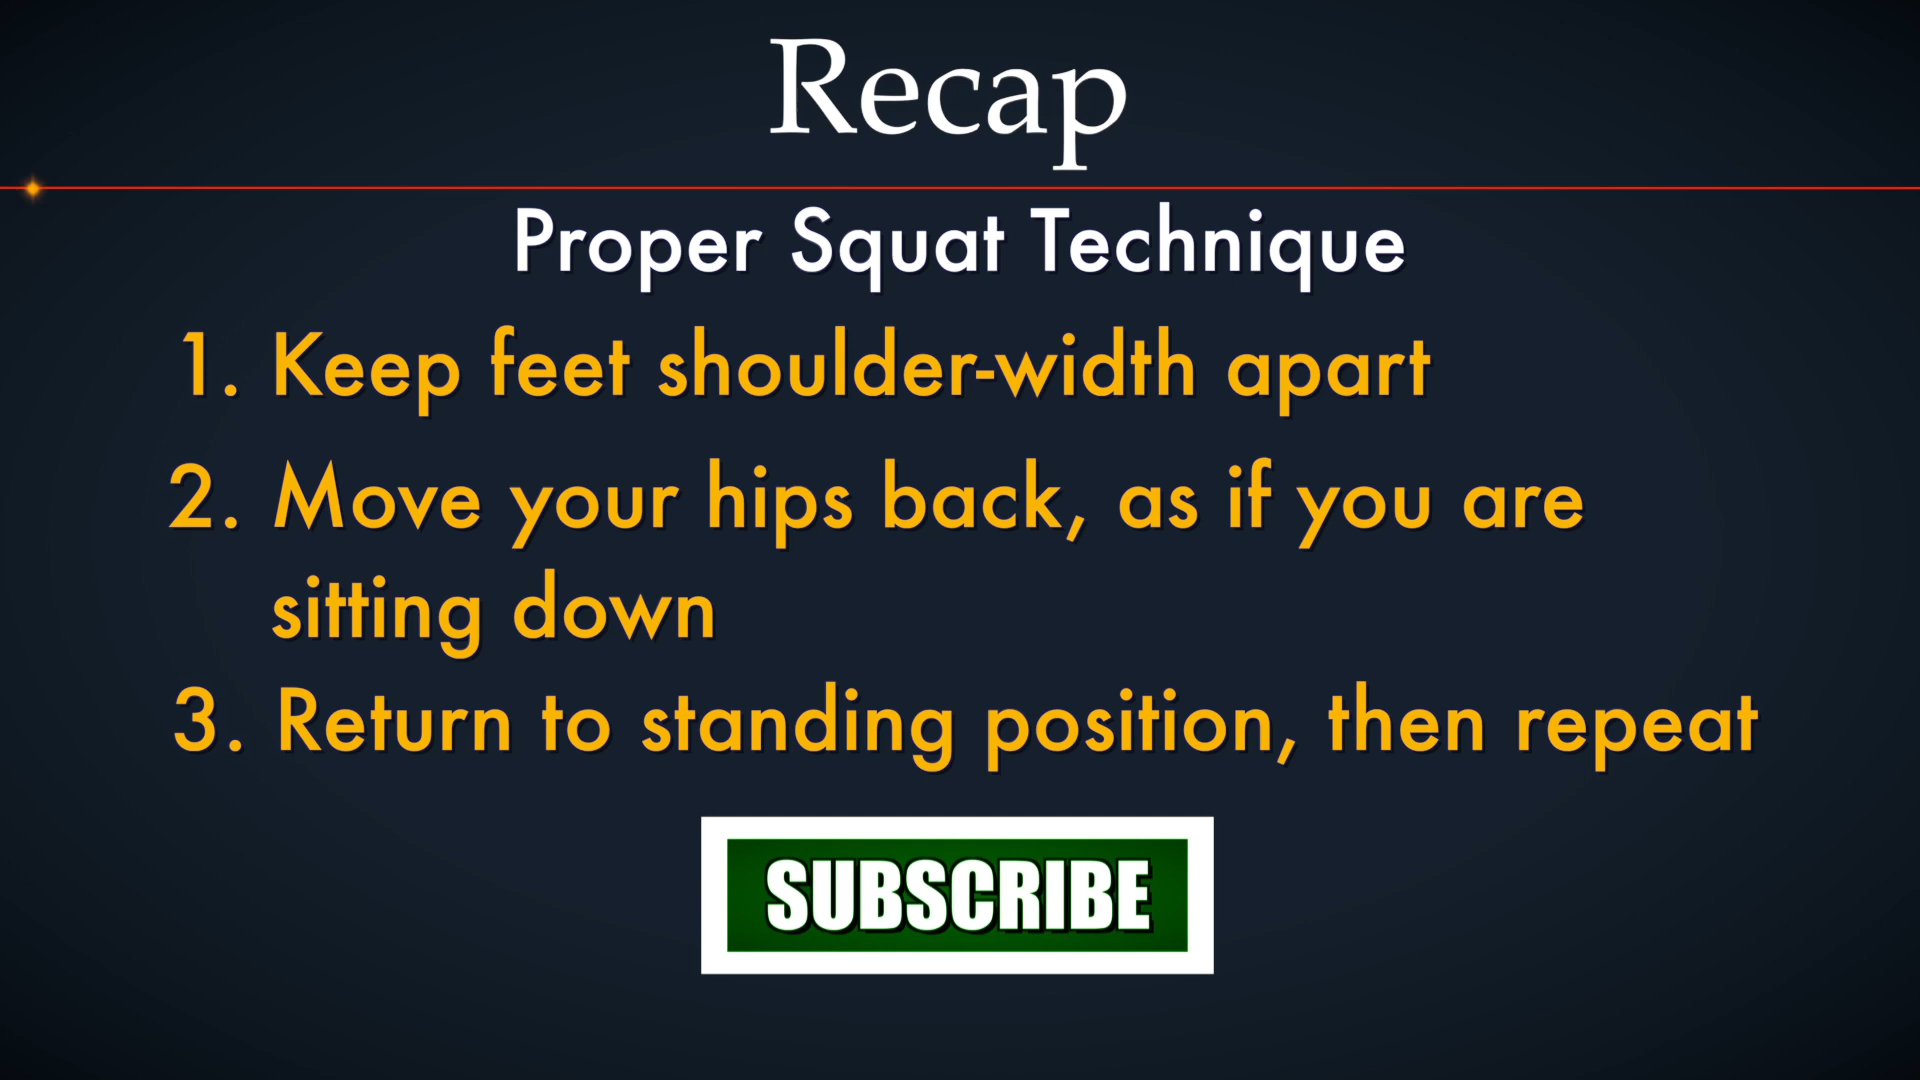 Recap
Proper Squat Technique
1. Keep feet shoulder-width apart
2. Move your hips back, as if you are
sitting down
3. Return to standing position, then repeat
SUBSCRIBE